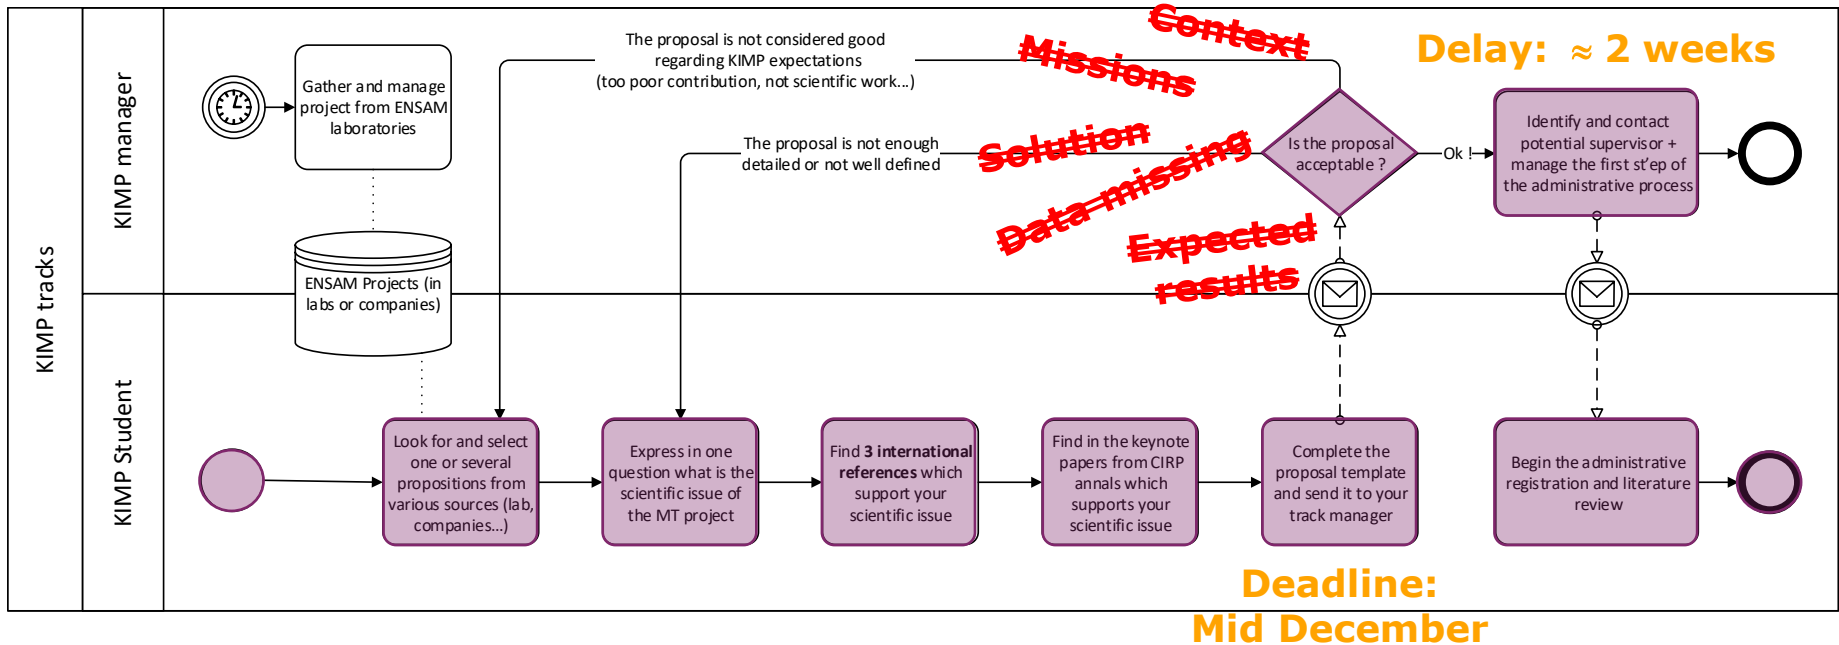 KIMP tracks
KIMP manager
KIMP Student
Gather and manage
project from ENSAM
laboratories
ENSAM Projects (in
labs or companies)
The proposal is not considered good
regarding KIMP expectations
(too poor contribution, not scientific work...)
The proposal is not enough
detailed or not well defined
Context
Missions
Solution
Data missing
Expected
results
Is the proposal
acceptable ?
Ok !
Delay: ≈ 2 weeks
Identify and contact
potential supervisor +
manage the first st'ep of
the administrative process
Look for and select
one or several
propositions from
various sources (lab,
companies...)
Express in one
question what is the
scientific issue of
the MT project
Find 3 international
references which
support your
scientific issue
Find in the keynote
papers from CIRP
annals which
supports your
scientific issue
Complete the
proposal template
and send it to your
track manager
Begin the administrative
registration and literature
review
Deadline:
Mid December